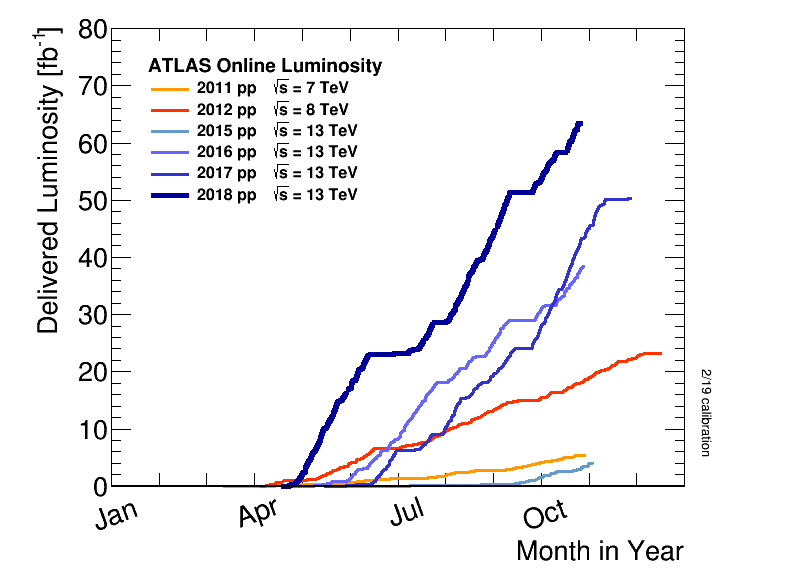 80
70
60
50
40
30
20
10
0
Delivered Luminosity [fb⁻¹]
ATLAS Online Luminosity
2011 pp √s = 7 TeV
2012 pp √s = 8 TeV
2015 pp √s = 13 TeV
2016 pp √s = 13 TeV
2017 pp √s = 13 TeV
2018 pp √s = 13 TeV
2/19 calibration
Jan
Apr
Jul
Oct
Month in Year